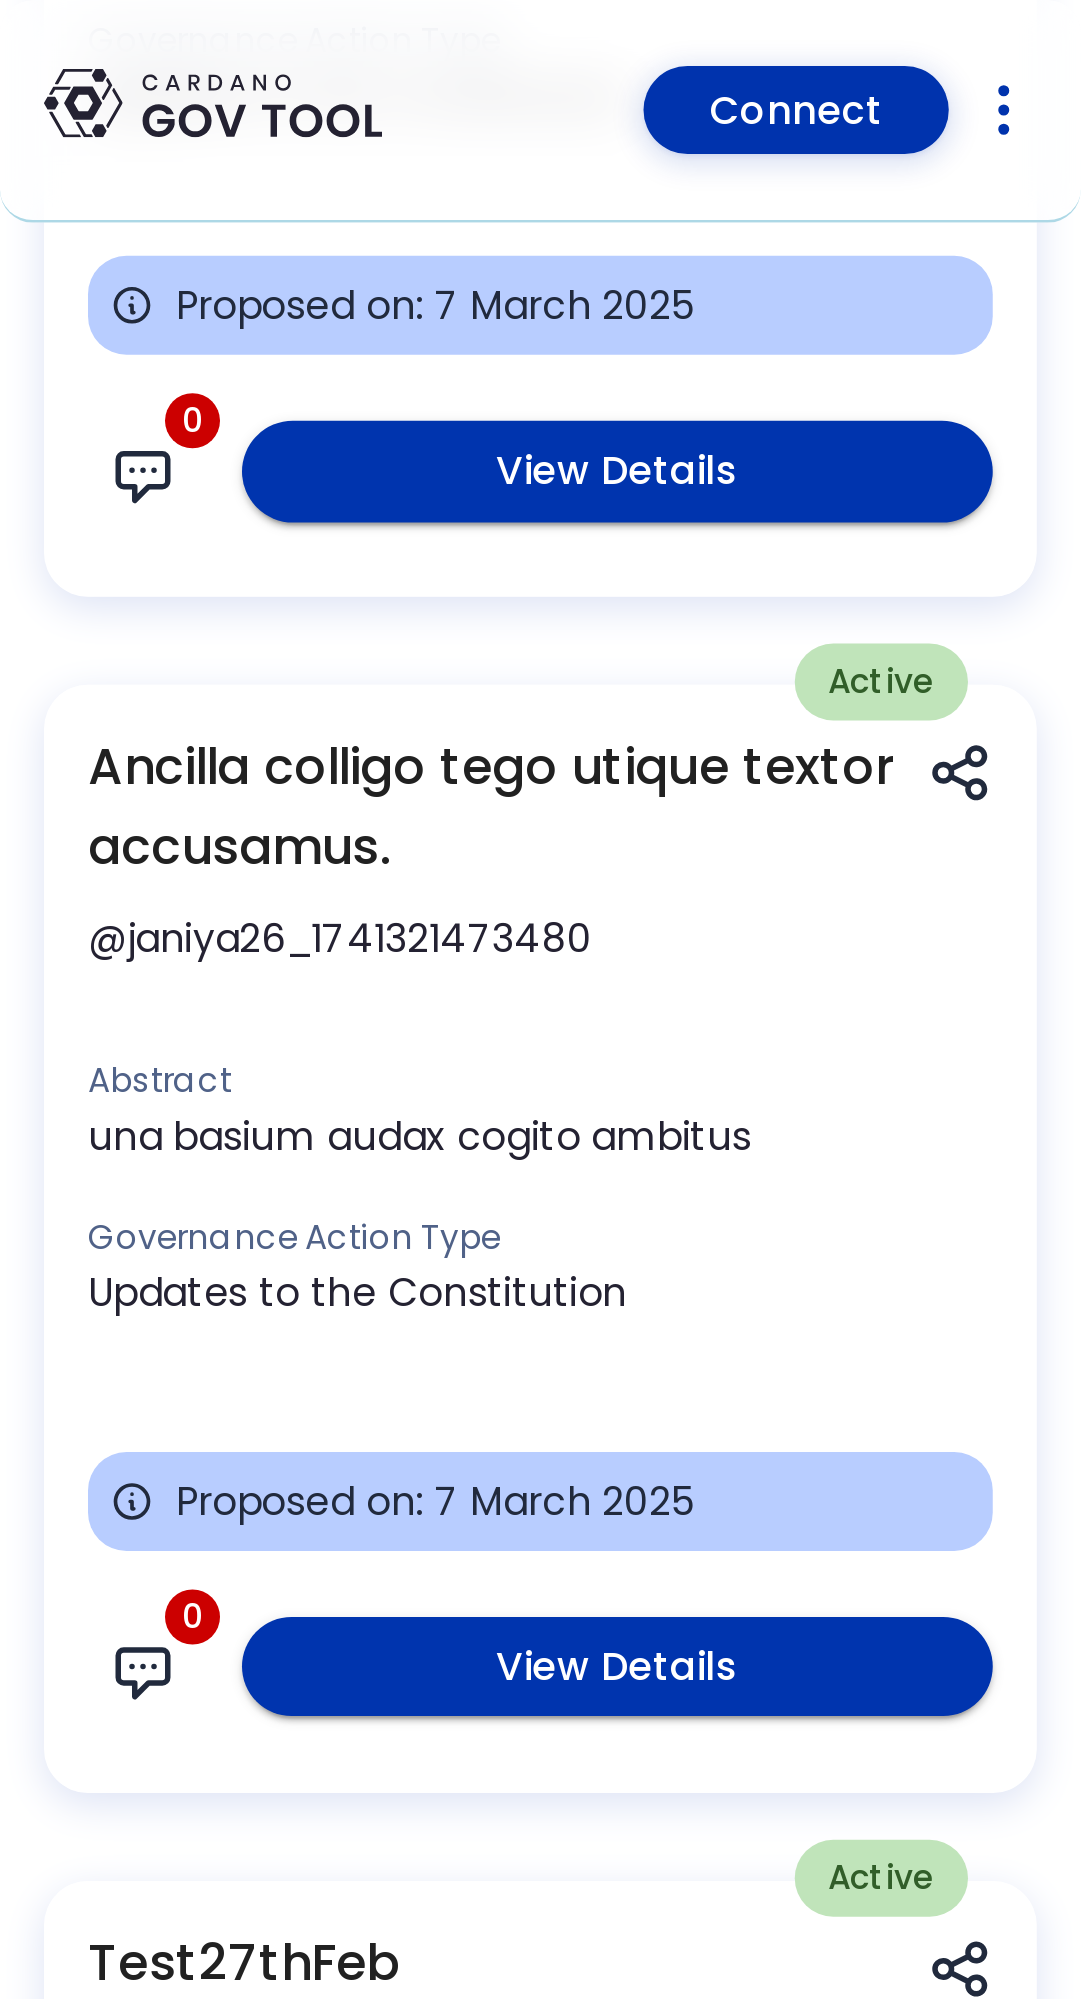 Governance Action Type
CARDANO
GOV TOOL
Connect
Proposed on: 7 March 2025
0
View Details
Active
Ancilla colligo tego utique textor
accusamus.
@janiya26_1741321473480
Abstract
una basium audax cogito ambitus
Governance Action Type
Updates to the Constitution
Proposed on: 7 March 2025
0
View Details
Active
Test27thFeb